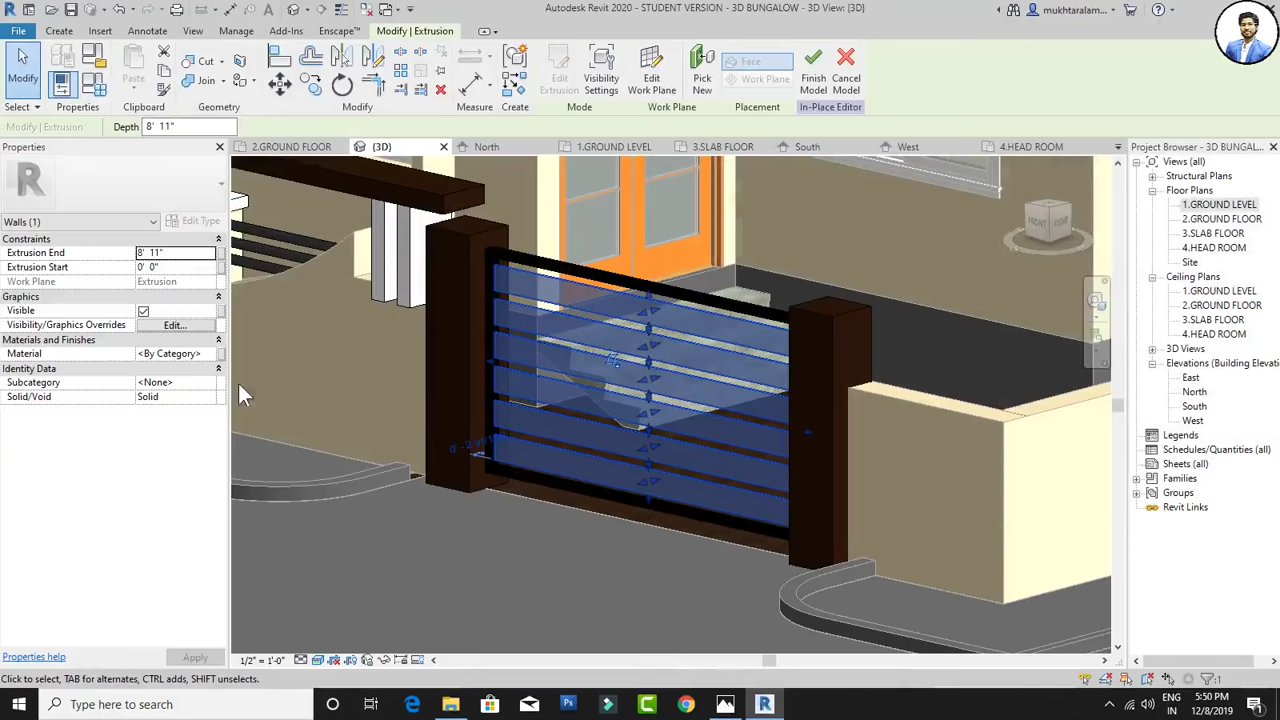 Autodesk Revit 2020 - STUDENT VERSION - 3D BUNGALOW - 3D View: {3D}
mukhtaralam...
File Create Insert Annotate View Manage Add-Ins Enscape™ Modify | Extrusion
Modify
Paste
Cut
Join
Edit Extrusion
Visibility Settings
Edit Work Plane
Pick New
Face
Work Plane
Finish Model
Cancel Model
Select Properties Clipboard Geometry Modify Measure Create Mode Work Plane Placement In-Place Editor
Modify | Extrusion Depth 8' 11"
Properties
2.GROUND FLOOR {3D} North 1.GROUND LEVEL 3.SLAB FLOOR South West 4.HEAD ROOM
R
Walls (1) Edit Type
Constraints
Extrusion End 8' 11"
Extrusion Start 0' 0"
Work Plane Extrusion
Graphics
Visible
Visibility/Graphics Overrides Edit...
Materials and Finishes
Material <By Category>
Identity Data
Subcategory <None>
Solid/Void Solid
Properties help Apply
FRONT
Project Browser - 3D BUNGAL...
Views (all)
Structural Plans
Floor Plans
1.GROUND LEVEL
2.GROUND FLOOR
3.SLAB FLOOR
4.HEAD ROOM
Site
Ceiling Plans
1.GROUND LEVEL
2.GROUND FLOOR
3.SLAB FLOOR
4.HEAD ROOM
3D Views
Elevations (Building Elevatio
East
North
South
West
Legends
Schedules/Quantities (all)
Sheets (all)
Families
Groups
Revit Links
1/2" = 1'-0"
Click to select, TAB for alternates, CTRL adds, SHIFT unselects.
:1
Type here to search
Ps
R
ENG
IN
5:50 PM
12/8/2019